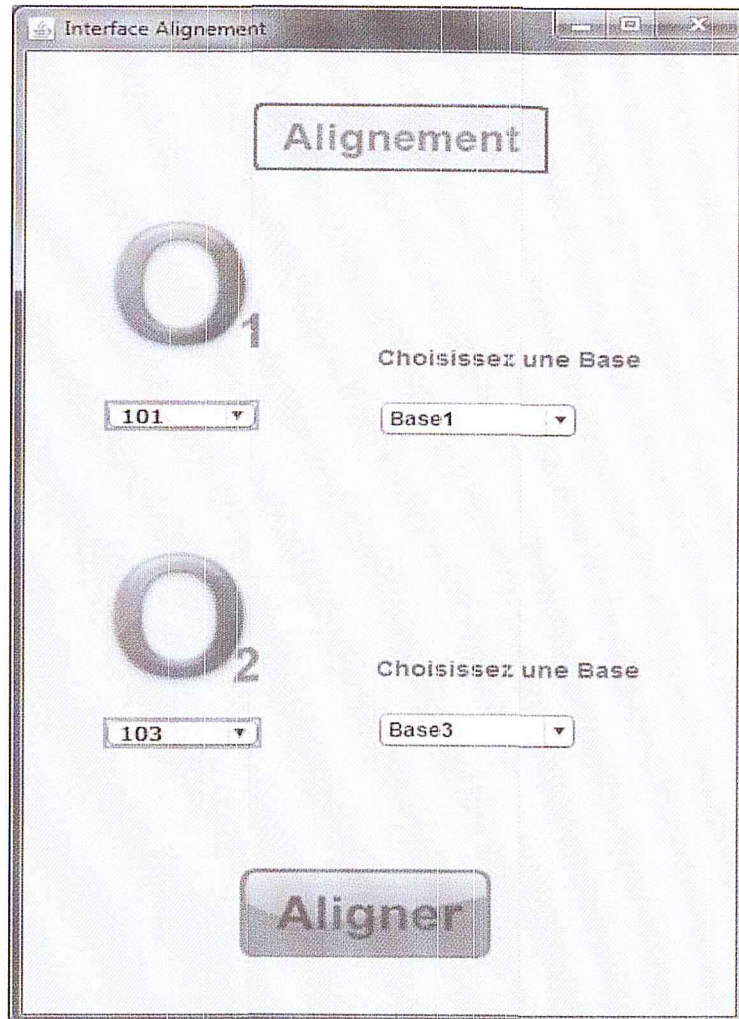 Interface Alignement
Alignement
O1
Choisissez une Base
101
Base1
O2
Choisissez une Base
103
Base3
Aligner